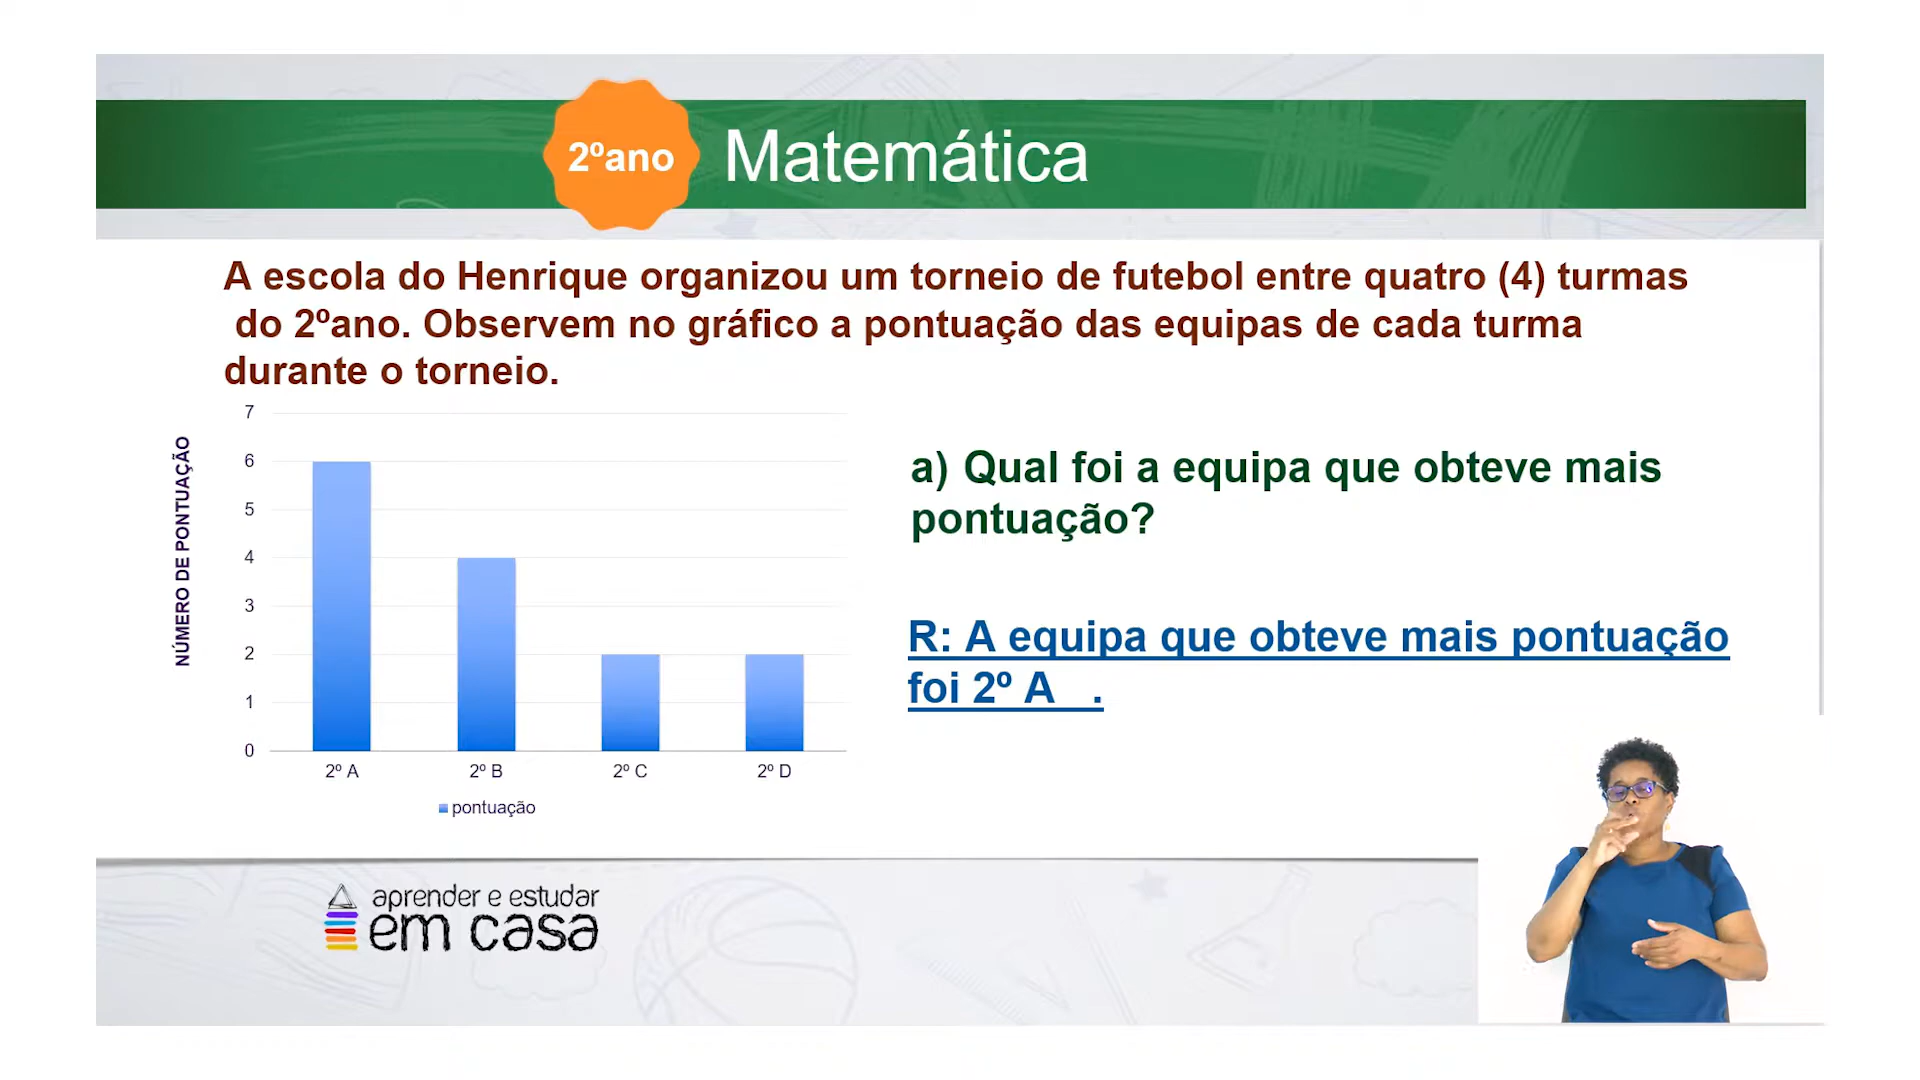 2ºano
Matemática
A escola do Henrique organizou um torneio de futebol entre quatro (4) turmas
do 2ºano. Observem no gráfico a pontuação das equipas de cada turma
durante o torneio.
NÚMERO DE PONTUAÇÃO
7
6
5
4
3
2
1
0
2º A
2º B
2º C
2º D
pontuação
a) Qual foi a equipa que obteve mais
pontuação?
R: A equipa que obteve mais pontuação
foi 2º A .
aprender e estudar
em casa